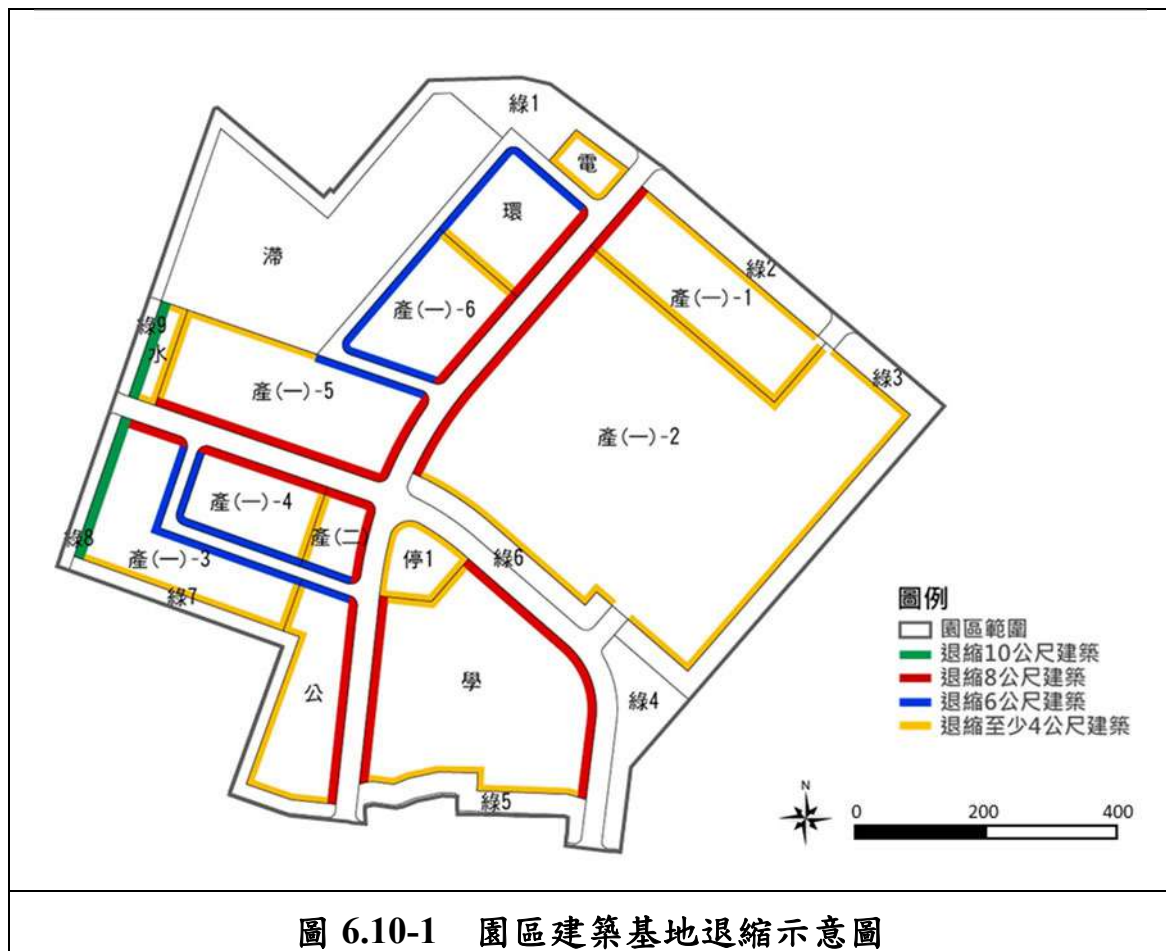 綠1
電
環
滯
綠2
產(一)-1
產(一)-6
綠9
水
綠3
產(一)-5
產(一)-2
產(一)-4
產(二)
綠8
產(一)-3
停1
綠6
綠7
學
公
綠4
綠5
圖例
園區範圍
退縮10公尺建築
退縮8公尺建築
退縮6公尺建築
退縮至少4公尺建築
N
0 200 400
圖 6.10-1 園區建築基地退縮示意圖